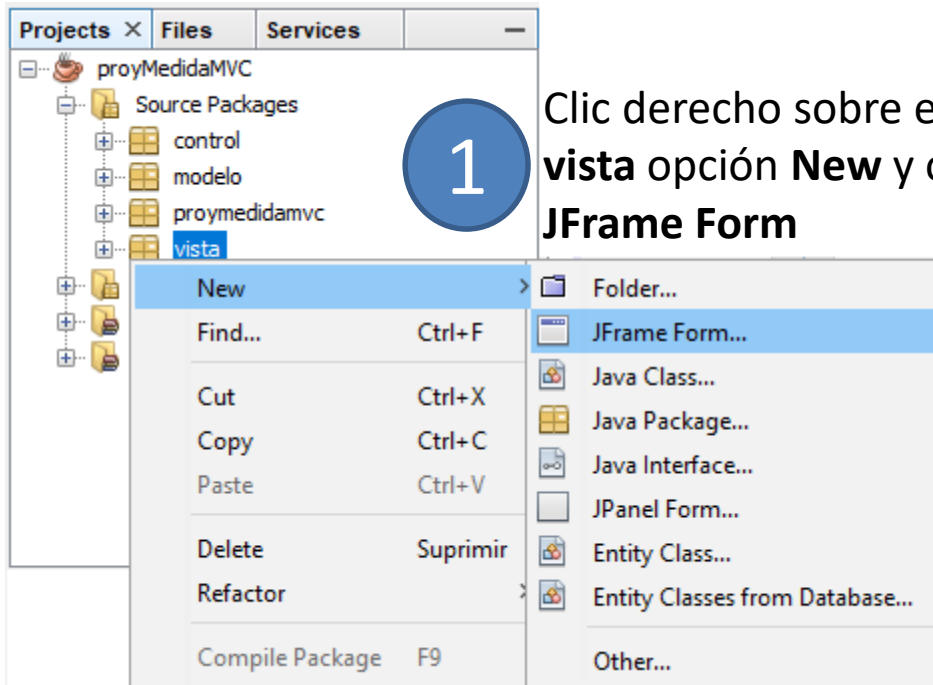 Projects Files Services
proyMedidaMVC
Source Packages
control
modelo
proymedidamvc
vista
1
Clic derecho sobre
vista opción New y
JFrame Form
New
Find... Ctrl+F
Cut Ctrl+X
Copy Ctrl+C
Paste Ctrl+V
Delete Suprimir
Refactor
Compile Package F9
Folder...
JFrame Form...
Java Class...
Java Package...
Java Interface...
JPanel Form...
Entity Class...
Entity Classes from Database...
Other...